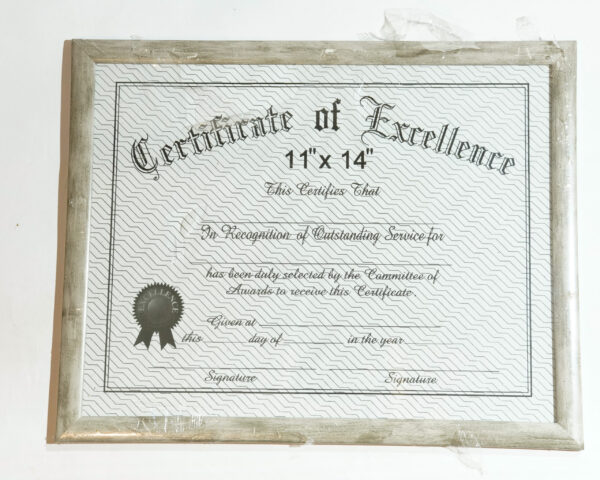 Certificate of Excellence
11"x 14"
This Certifies That
In Recognition of Outstanding Service for
has been duly selected by the Committee of
Awards to receive this Certificate.
Given at
this day of in the year
Signature Signature